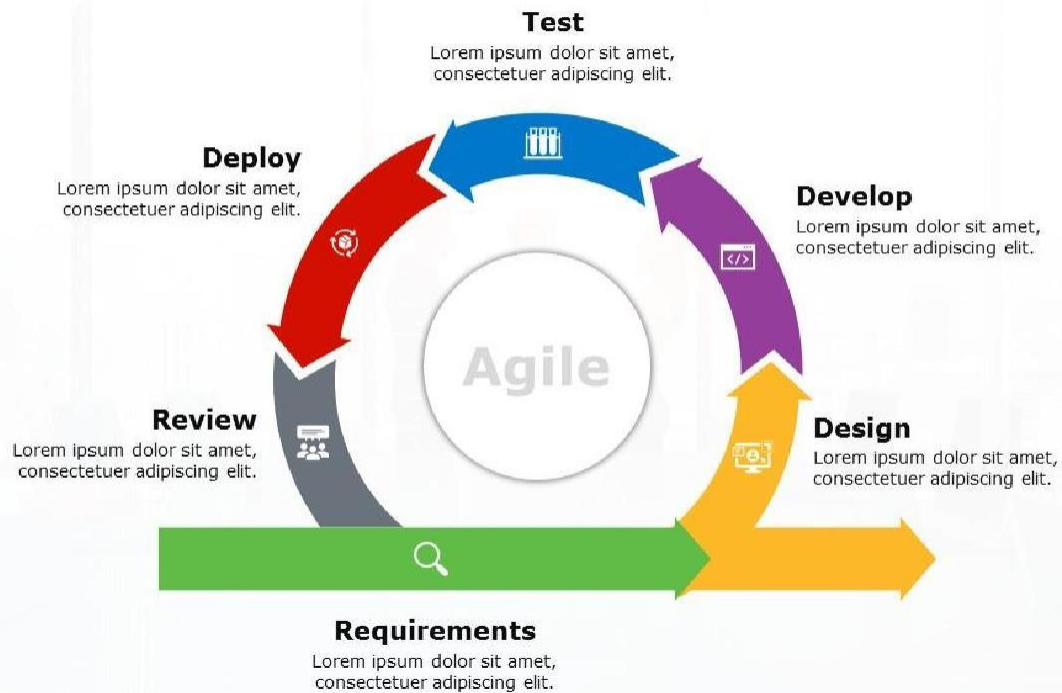 Test
Lorem ipsum dolor sit amet,
consectetuer adipiscing elit.
Deploy
Lorem ipsum dolor sit amet,
consectetuer adipiscing elit.
Develop
Lorem ipsum dolor sit amet,
consectetuer adipiscing elit.
</>
Agile
Review
Lorem ipsum dolor sit amet,
consectetuer adipiscing elit.
Design
Lorem ipsum dolor sit amet,
consectetuer adipiscing elit.
Requirements
Lorem ipsum dolor sit amet,
consectetuer adipiscing elit.